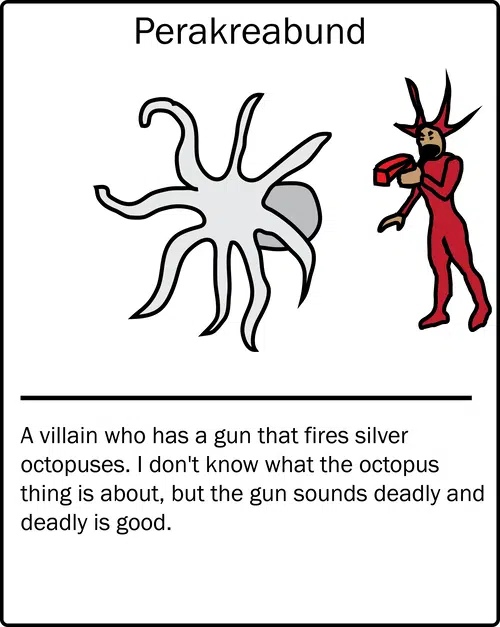 Perakreabund
A villain who has a gun that fires silver
octopuses. I don't know what the octopus
thing is about, but the gun sounds deadly and
deadly is good.